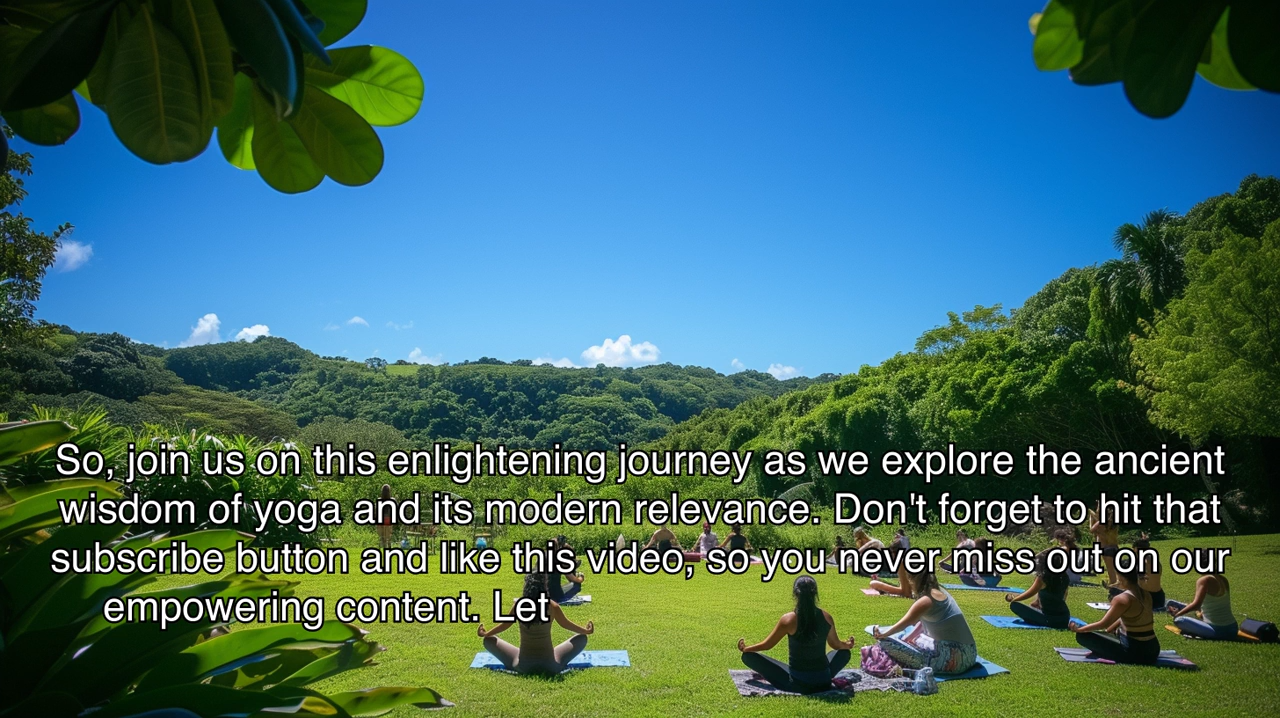 So, join us on this enlightening journey as we explore the ancient
wisdom of yoga and its modern relevance. Don't forget to hit that
subscribe button and like this video, so you never miss out on our
empowering content. Let